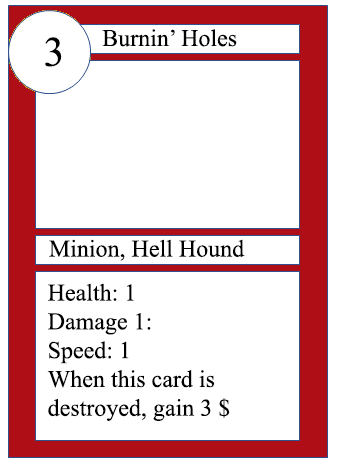 3
Burnin’ Holes
Minion, Hell Hound
Health: 1
Damage 1:
Speed: 1
When this card is
destroyed, gain 3 $